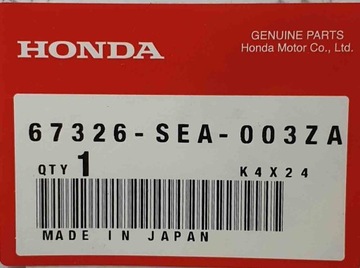 HONDA
GENUINE PARTS
Honda Motor Co., Ltd.
67326-SEA-003ZA
QTY 1 K4X24
MADE IN JAPAN